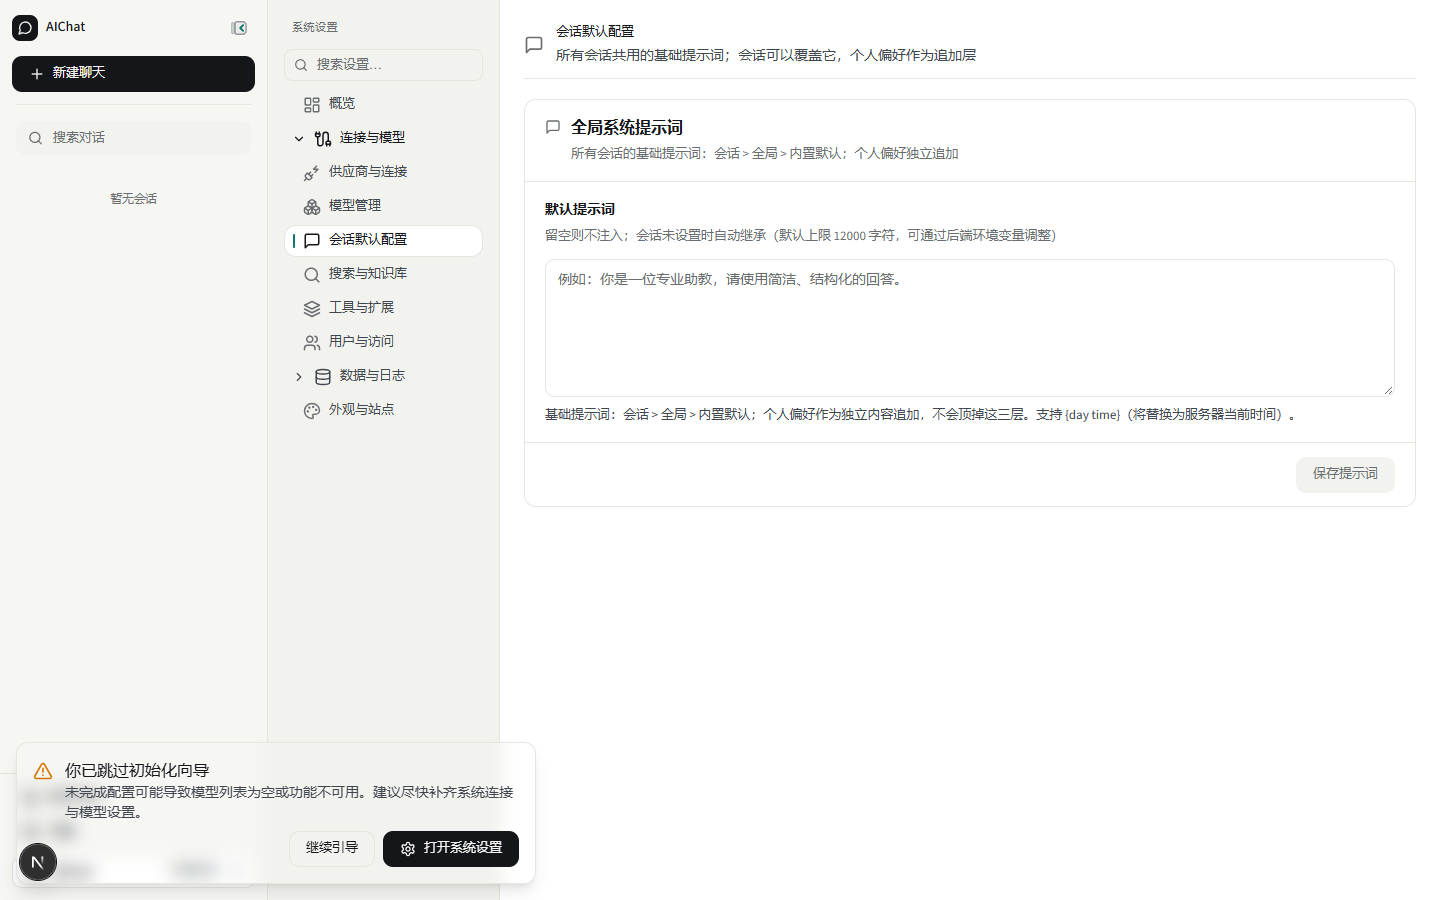 AIChat
新建聊天
搜索对话
暂无会话
系统设置
搜索设置...
概览
连接与模型
供应商与连接
模型管理
会话默认配置
搜索与知识库
工具与扩展
用户与访问
数据与日志
外观与站点
会话默认配置
所有会话共用的基础提示词；会话可以覆盖它，个人偏好作为追加层
全局系统提示词
所有会话的基础提示词：会话 > 全局 > 内置默认；个人偏好独立追加
默认提示词
留空则不注入；会话未设置时自动继承（默认上限 12000 字符，可通过后端环境变量调整）
例如：你是一位专业助教，请使用简洁、结构化的回答。
基础提示词：会话 > 全局 > 内置默认；个人偏好作为独立内容追加，不会顶掉这三层。支持 {day time}（将替换为服务器当前时间）。
保存提示词
你已跳过初始化向导
未完成配置可能导致模型列表为空或功能不可用。建议尽快补齐系统连接
与模型设置。
继续引导
打开系统设置
N